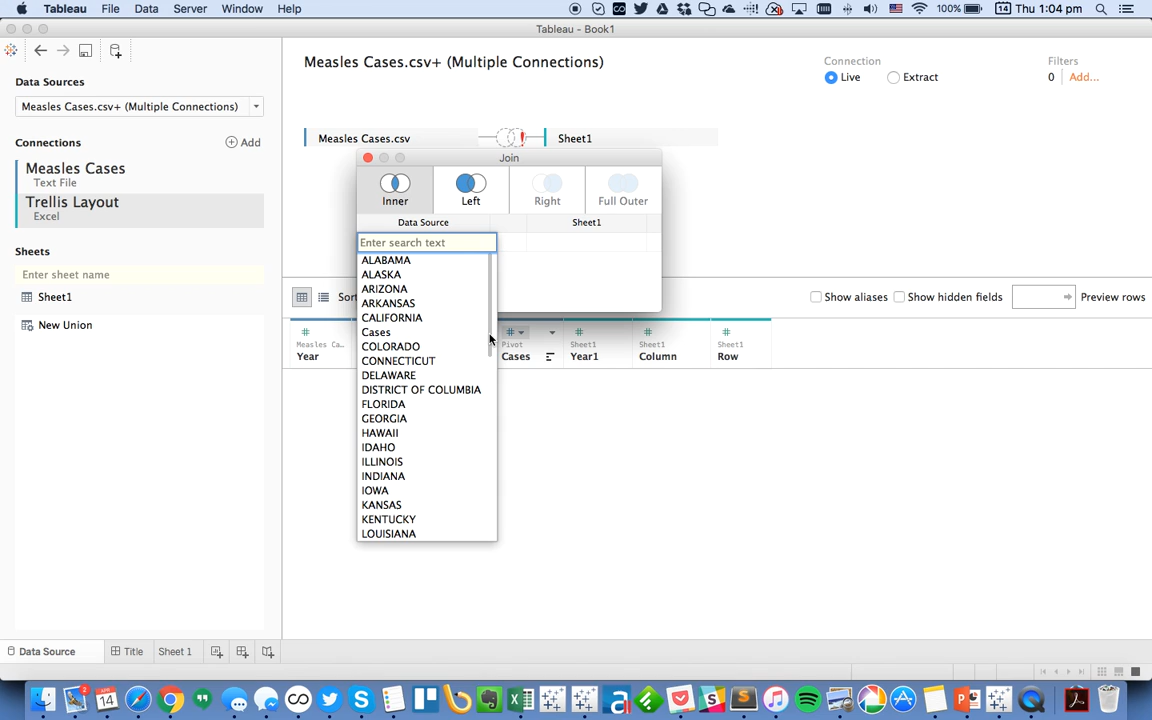 Tableau File Data Server Window Help 100% 14 Thu 1:04 pm
Tableau - Book1
Data Sources
Measles Cases.csv+ (Multiple Connections)
Connections Add
Measles Cases
Text File
Trellis Layout
Excel
Sheets
Enter sheet name
Sheet1
New Union
Measles Cases.csv+ (Multiple Connections)
Connection
Live Extract
Filters
0 Add...
Measles Cases.csv Sheet1
Join
Inner Left Right Full Outer
Data Source Sheet1
Enter search text
ALABAMA
ALASKA
ARIZONA
ARKANSAS
CALIFORNIA
Cases
COLORADO
CONNECTICUT
DELAWARE
DISTRICT OF COLUMBIA
FLORIDA
GEORGIA
HAWAII
IDAHO
ILLINOIS
INDIANA
IOWA
KANSAS
KENTUCKY
LOUISIANA
Sort Show aliases Show hidden fields Preview rows
# # # # #
Measles Ca... Pivot Sheet1 Sheet1 Sheet1
Year Cases Year1 Column Row
Data Source Title Sheet 1